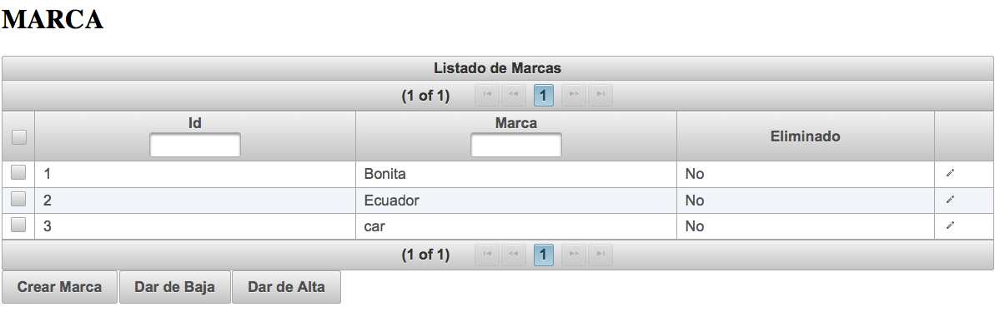 MARCA
Listado de Marcas
(1 of 1) 1
Id Marca Eliminado
1 Bonita No
2 Ecuador No
3 car No
(1 of 1) 1
Crear Marca Dar de Baja Dar de Alta